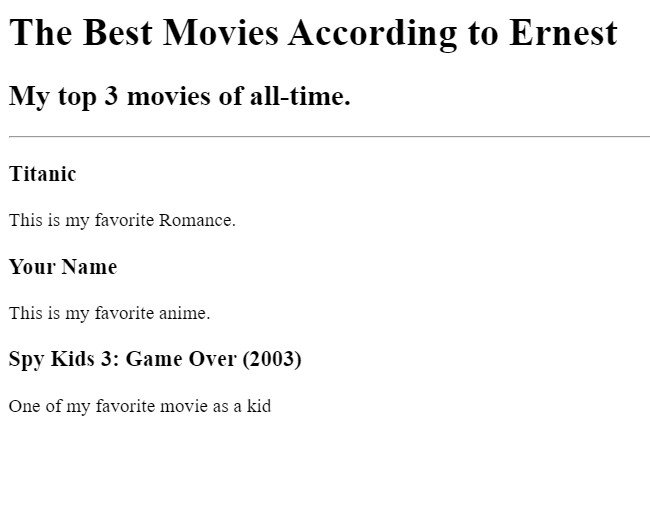 The Best Movies According to Ernest
My top 3 movies of all-time.
Titanic
This is my favorite Romance.
Your Name
This is my favorite anime.
Spy Kids 3: Game Over (2003)
One of my favorite movie as a kid